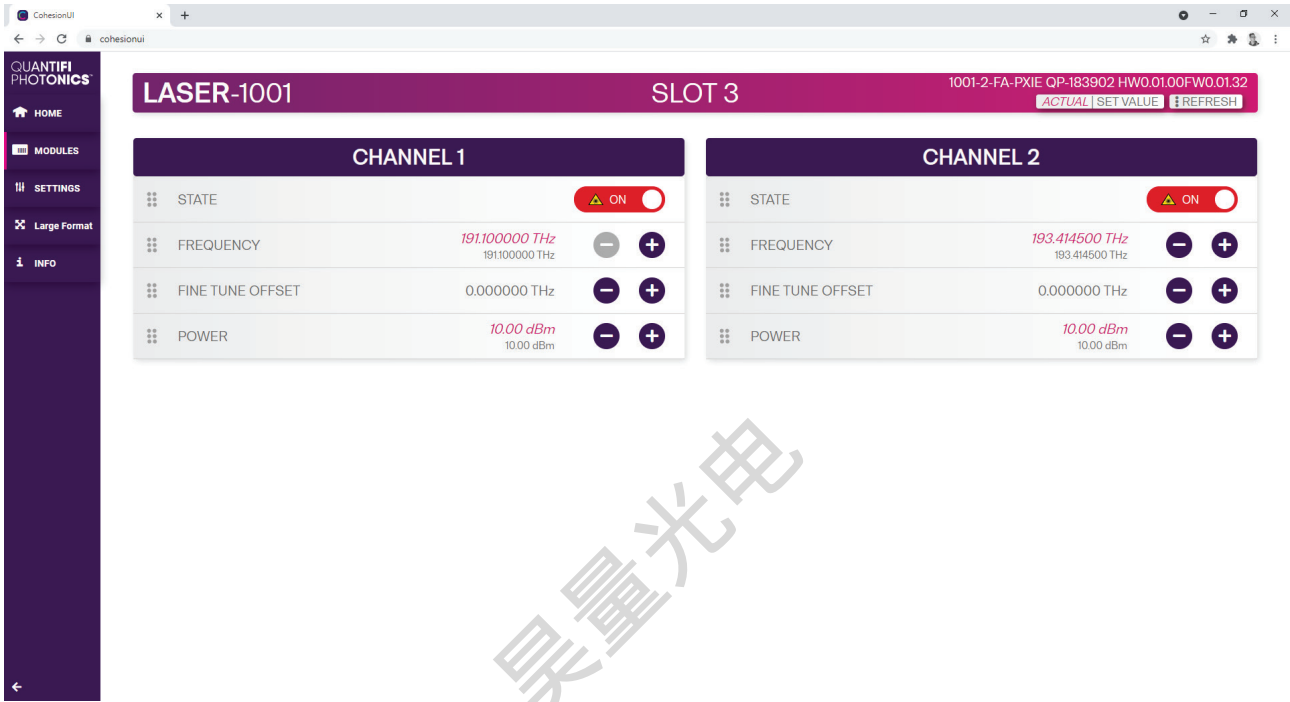 CohesionUI
cohesionui
QUANTIFI
PHOTONICS™
HOME
MODULES
SETTINGS
Large Format
INFO
LASER-1001
SLOT 3
1001-2-FA-PXIE QP-183902 HW0.01.00FW0.01.32
ACTUAL | SET VALUE
REFRESH
CHANNEL 1
STATE
ON
FREQUENCY
191.100000 THz
191.100000 THz
FINE TUNE OFFSET
0.000000 THz
POWER
10.00 dBm
10.00 dBm
CHANNEL 2
STATE
ON
FREQUENCY
193.414500 THz
193.414500 THz
FINE TUNE OFFSET
0.000000 THz
POWER
10.00 dBm
10.00 dBm
昊量光电